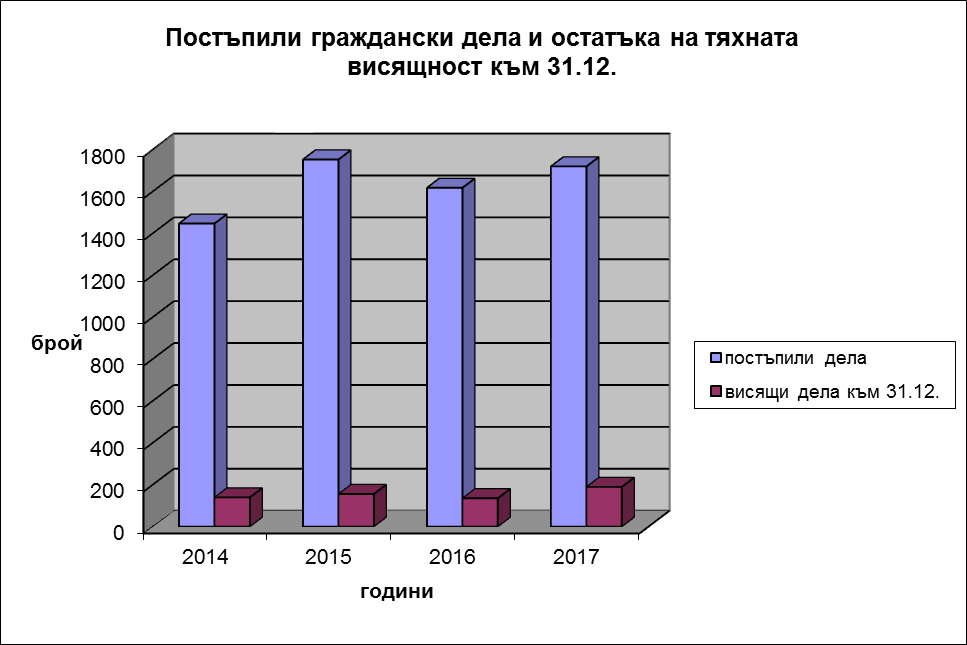 Постъпили граждански дела и остатъка на тяхната
висящност към 31.12.
1800
1600
1400
1200
1000
800
600
400
200
0
брой
2014 2015 2016 2017
години
постъпили дела
висящи дела към 31.12.